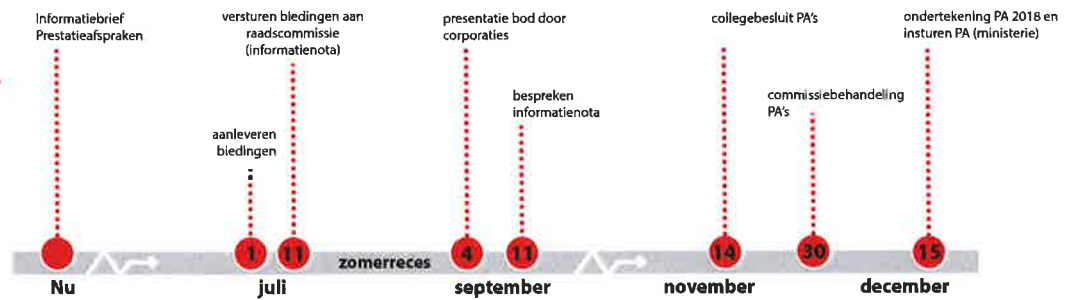 Informatiebrief
Prestatieafspraken
versturen biedingen aan
raadscommissie
(informatienota)
aanleveren
biedingen
presentatie bod door
corporaties
bespreken
informatienota
collegebesluit PA's
commissiebehandeling
PA's
ondertekening PA 2018 en
insturen PA (ministerie)
1
11
zomerreces
4
11
14
30
15
Nu
juli
september
november
december